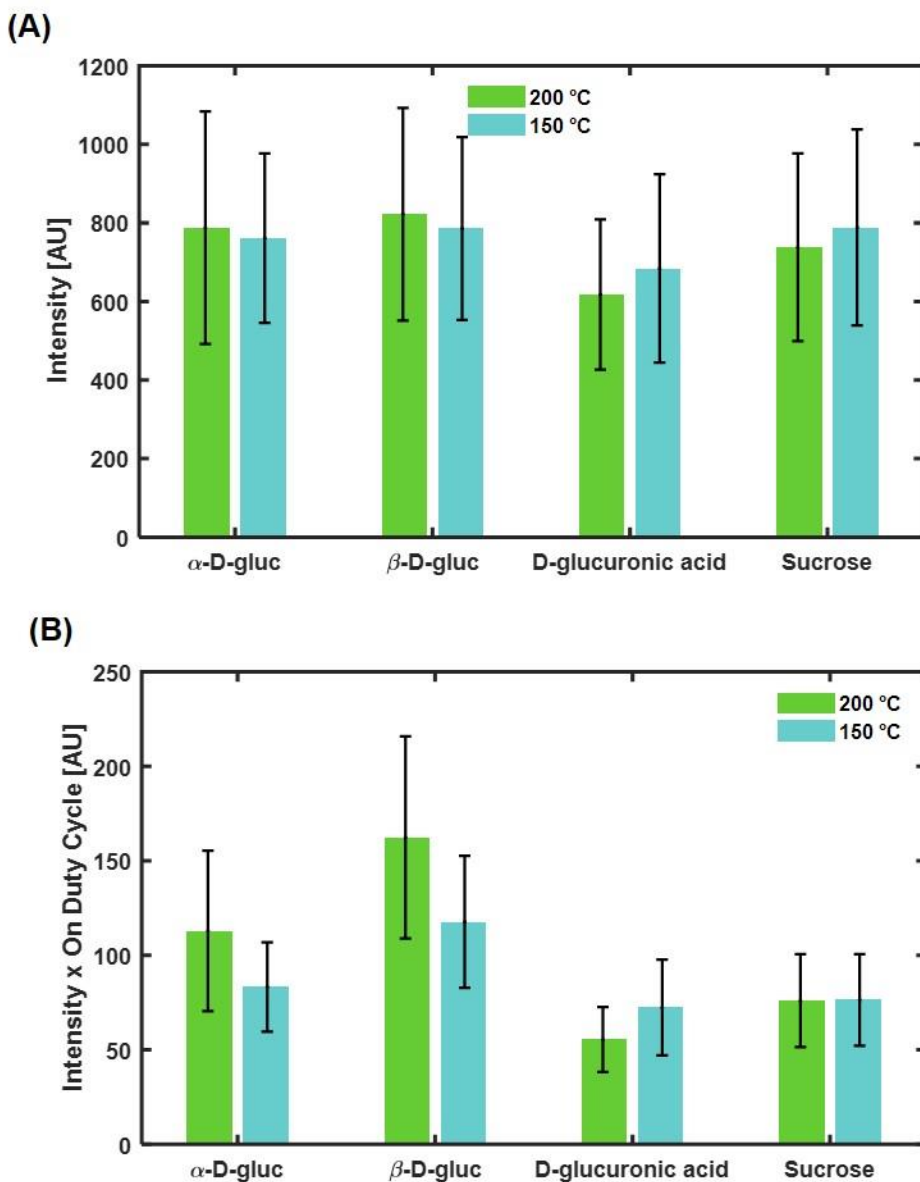 (A)
1200
1000
800
600
400
200
0
Intensity [AU]
200 °C
150 °C
α-D-gluc β-D-gluc D-glucuronic acid Sucrose
(B)
250
200
150
100
50
0
Intensity x On Duty Cycle [AU]
200 °C
150 °C
α-D-gluc β-D-gluc D-glucuronic acid Sucrose